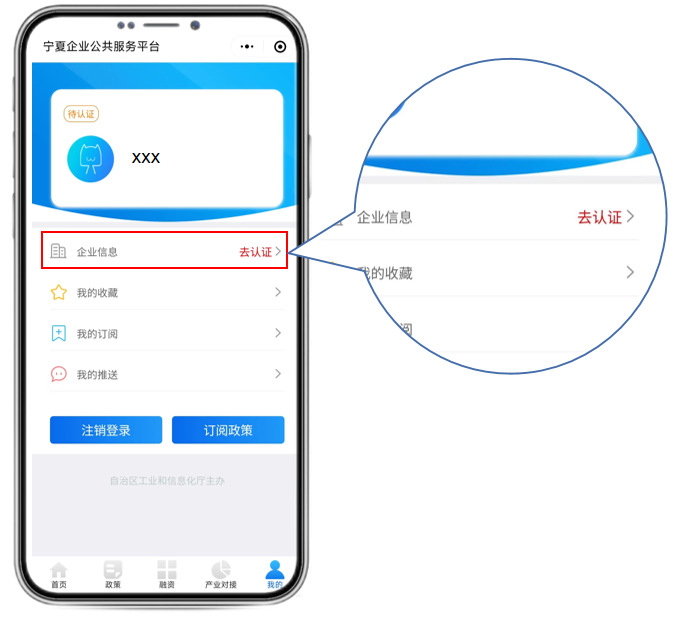 宁夏企业公共服务平台
待认证
xxx
企业信息 去认证
我的收藏
我的订阅
我的推送
注销登录 订阅政策
自治区工业和信息化厅主办
首页 政策 融资 产业对接 我的
企业信息 去认证
我的收藏
阅